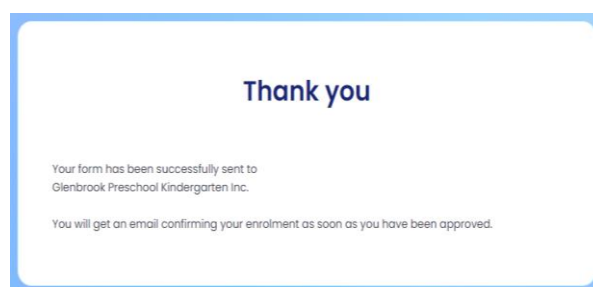 Thank you
Your form has been successfully sent to
Glenbrook Preschool Kindergarten Inc.
You will get an email confirming your enrolment as soon as you have been approved.